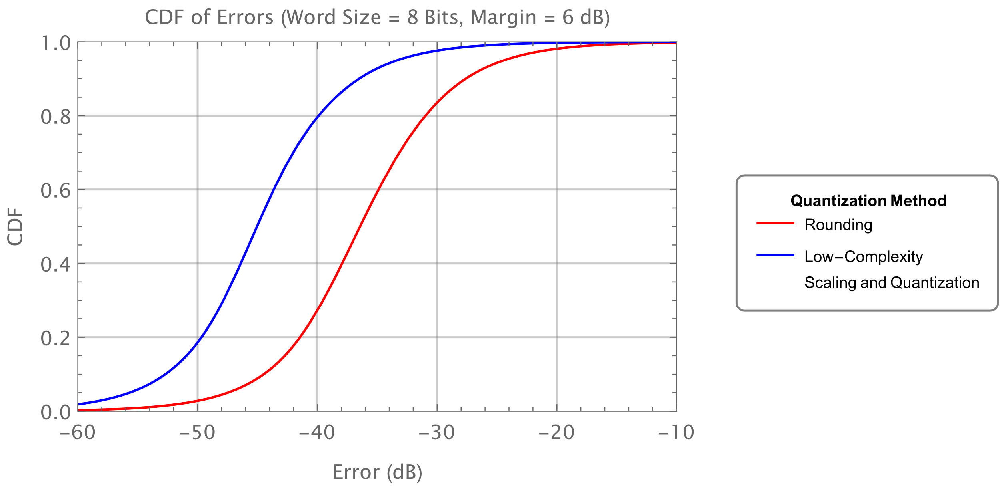 CDF of Errors (Word Size = 8 Bits, Margin = 6 dB)
1.0
0.8
0.6
0.4
0.2
0.0
CDF
−60 −50 −40 −30 −20 −10
Error (dB)
Quantization Method
Rounding
Low−Complexity
Scaling and Quantization